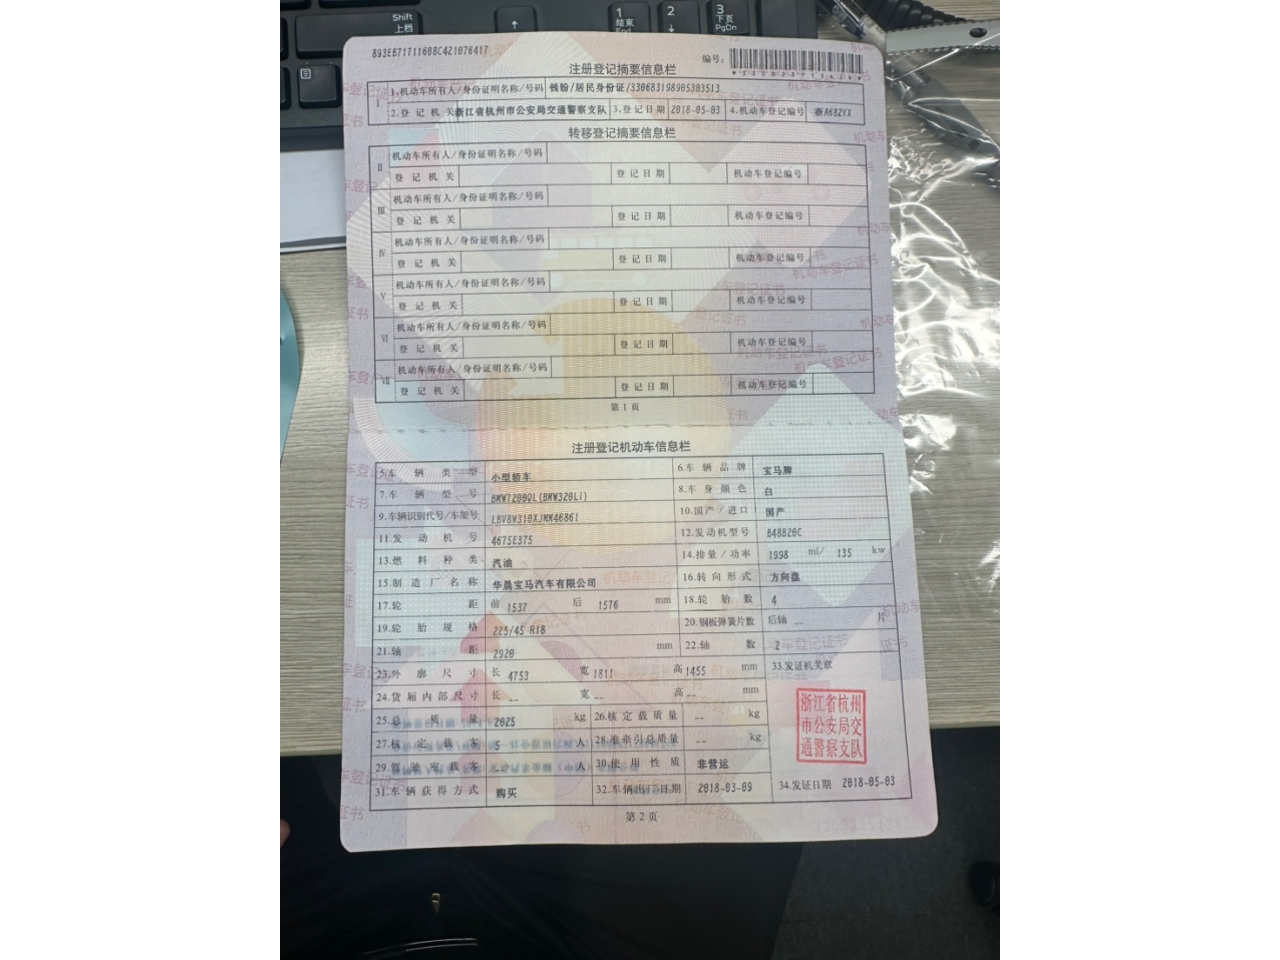 Shift
上档
↑
1
结束
End
2
↓
3
下页
PgDn
893EB71711608C421076417
编号:
注册登记摘要信息栏
I
1.机动车所有人/身份证明名称/号码 钱盼/居民身份证/330683198905303513
2.登记机关 浙江省杭州市公安局交通警察支队 3.登记日期 2018-05-03 4.机动车登记编号 浙A682YX
转移登记摘要信息栏
II
机动车所有人/身份证明名称/号码
登记机关 登记日期 机动车登记编号
III
机动车所有人/身份证明名称/号码
登记机关 登记日期 机动车登记编号
IV
机动车所有人/身份证明名称/号码
登记机关 登记日期 机动车登记编号
V
机动车所有人/身份证明名称/号码
登记机关 登记日期 机动车登记编号
VI
机动车所有人/身份证明名称/号码
登记机关 登记日期 机动车登记编号
VII
机动车所有人/身份证明名称/号码
登记机关 登记日期 机动车登记编号
第1页
注册登记机动车信息栏
5.车辆类型 小型轿车 6.车辆品牌 宝马牌
7.车辆型号 BMW7200QL(BMW320Li) 8.车身颜色 白
9.车辆识别代号/车架号 LBV8W310XJMM46861 10.国产/进口 国产
11.发动机号 4675E375 12.发动机型号 B48B20C
13.燃料种类 汽油 14.排量/功率 1998 ml/ 135 kw
15.制造厂名称 华晨宝马汽车有限公司 16.转向形式 方向盘
17.轮距 前 1537 后 1576 mm 18.轮胎数 4
19.轮胎规格 225/45 R18 20.钢板弹簧片数 后轴 -- 片
21.轴距 2920 mm 22.轴数 2
23.外廓尺寸 长 4753 宽 1811 高 1455 mm 33.发证机关章
24.货厢内部尺寸 长 -- 宽 -- 高 -- mm
25.总质量 2025 kg 26.核定载质量 -- kg
27.核定载客 5 人 28.准牵引总质量 -- kg
29.驾驶室载客 人 30.使用性质 非营运
31.车辆获得方式 购买 32.车辆出厂日期 2018-03-09
浙江省杭州
市公安局交
通警察支队
34.发证日期 2018-05-03
第2页